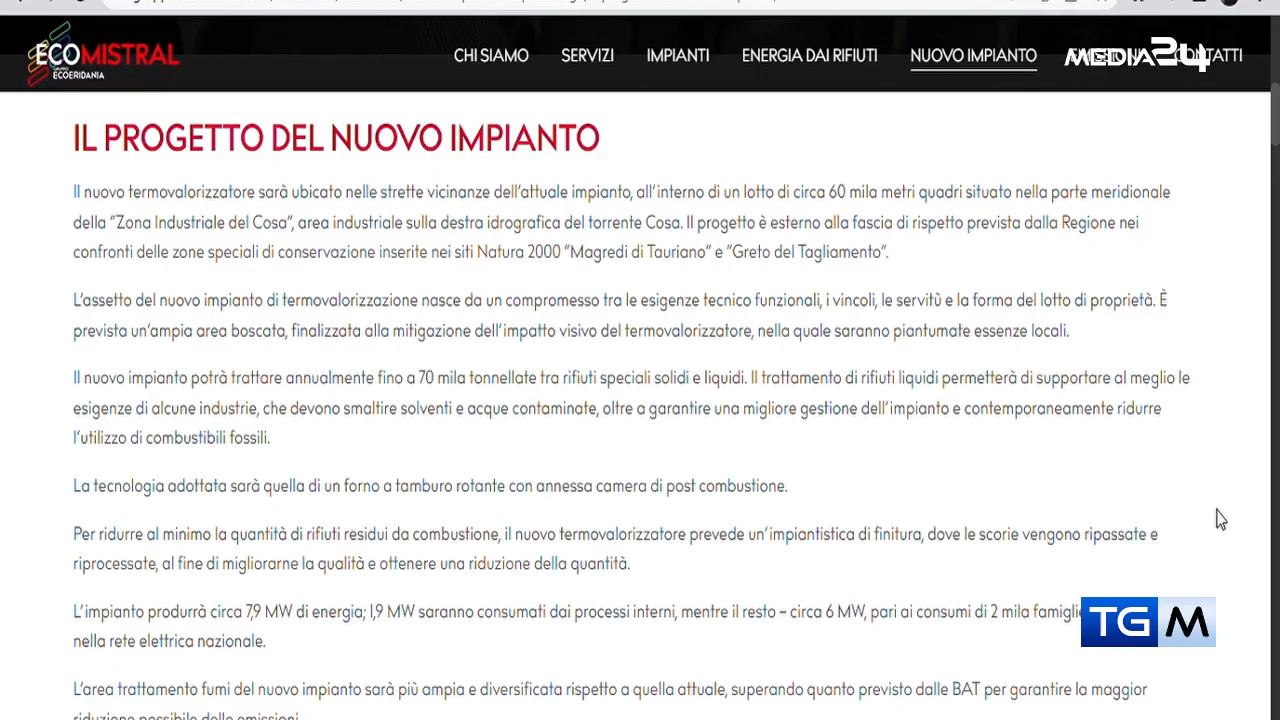 ECOMISTRAL
GRUPPO
ECOERIDANIA
CHI SIAMO SERVIZI IMPIANTI ENERGIA DAI RIFIUTI NUOVO IMPIANTO
MEDIA24
IL PROGETTO DEL NUOVO IMPIANTO
Il nuovo termovalorizzatore sarà ubicato nelle strette vicinanze dell'attuale impianto, all'interno di un lotto di circa 60 mila metri quadri situato nella parte meridionale
della "Zona Industriale del Cosa", area industriale sulla destra idrografica del torrente Cosa. Il progetto è esterno alla fascia di rispetto prevista dalla Regione nei
confronti delle zone speciali di conservazione inserite nei siti Natura 2000 "Magredi di Tauriano" e "Greto del Tagliamento".
L'assetto del nuovo impianto di termovalorizzazione nasce da un compromesso tra le esigenze tecnico funzionali, i vincoli, le servitù e la forma del lotto di proprietà. È
prevista un'ampia area boscata, finalizzata alla mitigazione dell'impatto visivo del termovalorizzatore, nella quale saranno piantumate essenze locali.
Il nuovo impianto potrà trattare annualmente fino a 70 mila tonnellate tra rifiuti speciali solidi e liquidi. Il trattamento di rifiuti liquidi permetterà di supportare al meglio le
esigenze di alcune industrie, che devono smaltire solventi e acque contaminate, oltre a garantire una migliore gestione dell'impianto e contemporaneamente ridurre
l'utilizzo di combustibili fossili.
La tecnologia adottata sarà quella di un forno a tamburo rotante con annessa camera di post combustione.
Per ridurre al minimo la quantità di rifiuti residui da combustione, il nuovo termovalorizzatore prevede un'impiantistica di finitura, dove le scorie vengono ripassate e
riprocessate, al fine di migliorarne la qualità e ottenere una riduzione della quantità.
L'impianto produrrà circa 7,9 MW di energia; 1,9 MW saranno consumati dai processi interni, mentre il resto – circa 6 MW, pari ai consumi di 2 mila famiglie
nella rete elettrica nazionale.
TGM
L'area trattamento fumi del nuovo impianto sarà più ampia e diversificata rispetto a quella attuale, superando quanto previsto dalle BAT per garantire la maggior
riduzione possibile delle emissioni